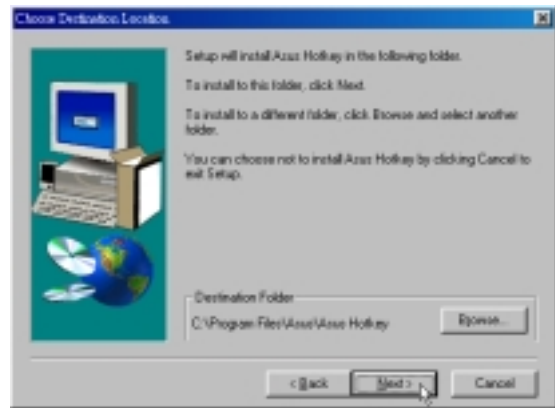 Choose Destination Location
Setup will install Asus Hotkey in the following folder.
To install to this folder, click Next.
To install to a different folder, click Browse and select another
folder.
You can choose not to install Asus Hotkey by clicking Cancel to
exit Setup.
Destination Folder
C:\Program Files\Asus\Asus Hotkey
Browse...
< Back
Next >
Cancel